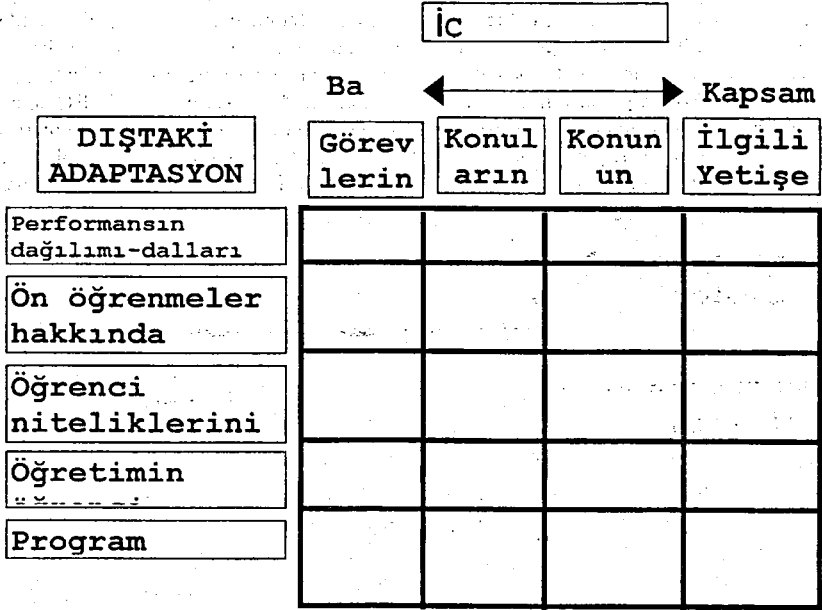 İc
Ba
Kapsam
DIŞTAKİ
ADAPTASYON
Görev
lerin
Konul
arın
Konun
un
İlgili
Yetişe
Performansın
dağılımı-dalları
Ön öğrenmeler
hakkında
Öğrenci
niteliklerini
Öğretimin
Program